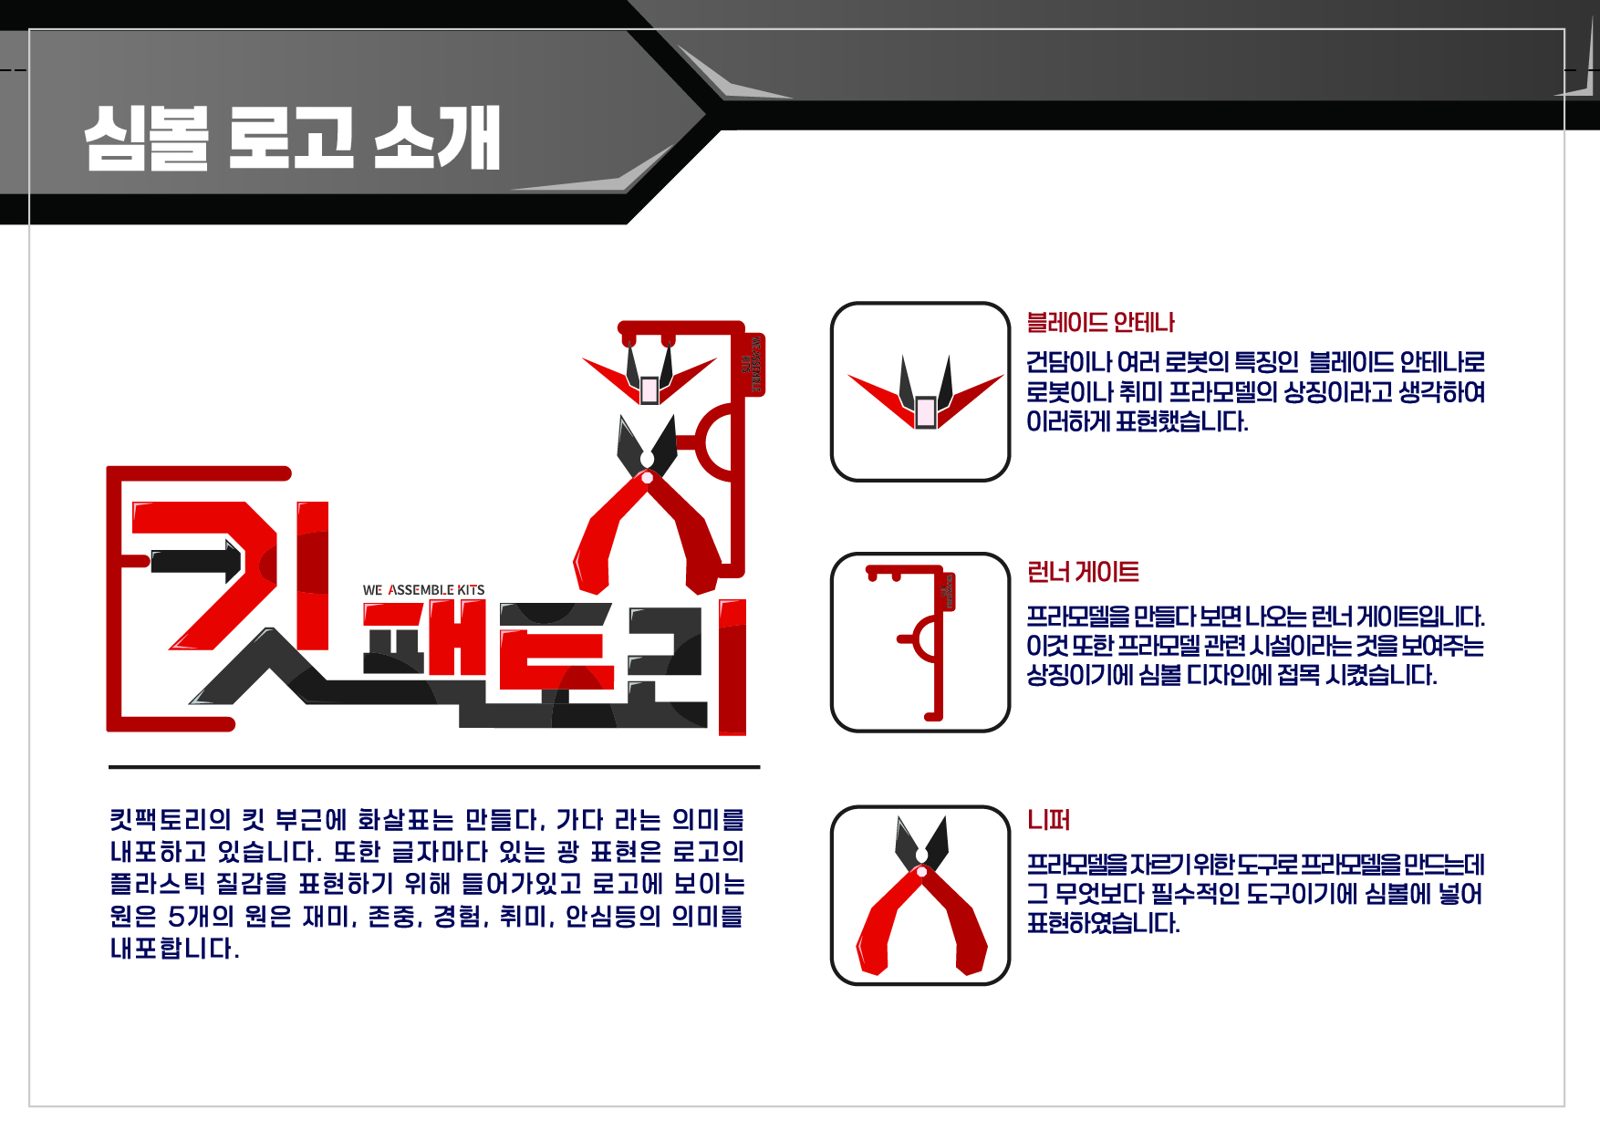 심볼 로고 소개
WE ASSEMBLE KITS
킷팩토리
킷팩토리의 킷 부근에 화살표는 만들다, 가다 라는 의미를
내포하고 있습니다. 또한 글자마다 있는 광 표현은 로고의
플라스틱 질감을 표현하기 위해 들어가있고 로고에 보이는
원은 5개의 원은 재미, 존중, 경험, 취미, 안심등의 의미를
내포합니다.
블레이드 안테나
건담이나 여러 로봇의 특징인 블레이드 안테나로
로봇이나 취미 프라모델의 상징이라고 생각하여
이러하게 표현했습니다.
런너 게이트
프라모델을 만들다 보면 나오는 런너 게이트입니다.
이것 또한 프라모델 관련 시설이라는 것을 보여주는
상징이기에 심볼 디자인에 접목 시켰습니다.
니퍼
프라모델을 자르기 위한 도구로 프라모델을 만드는데
그 무엇보다 필수적인 도구이기에 심볼에 넣어
표현하였습니다.